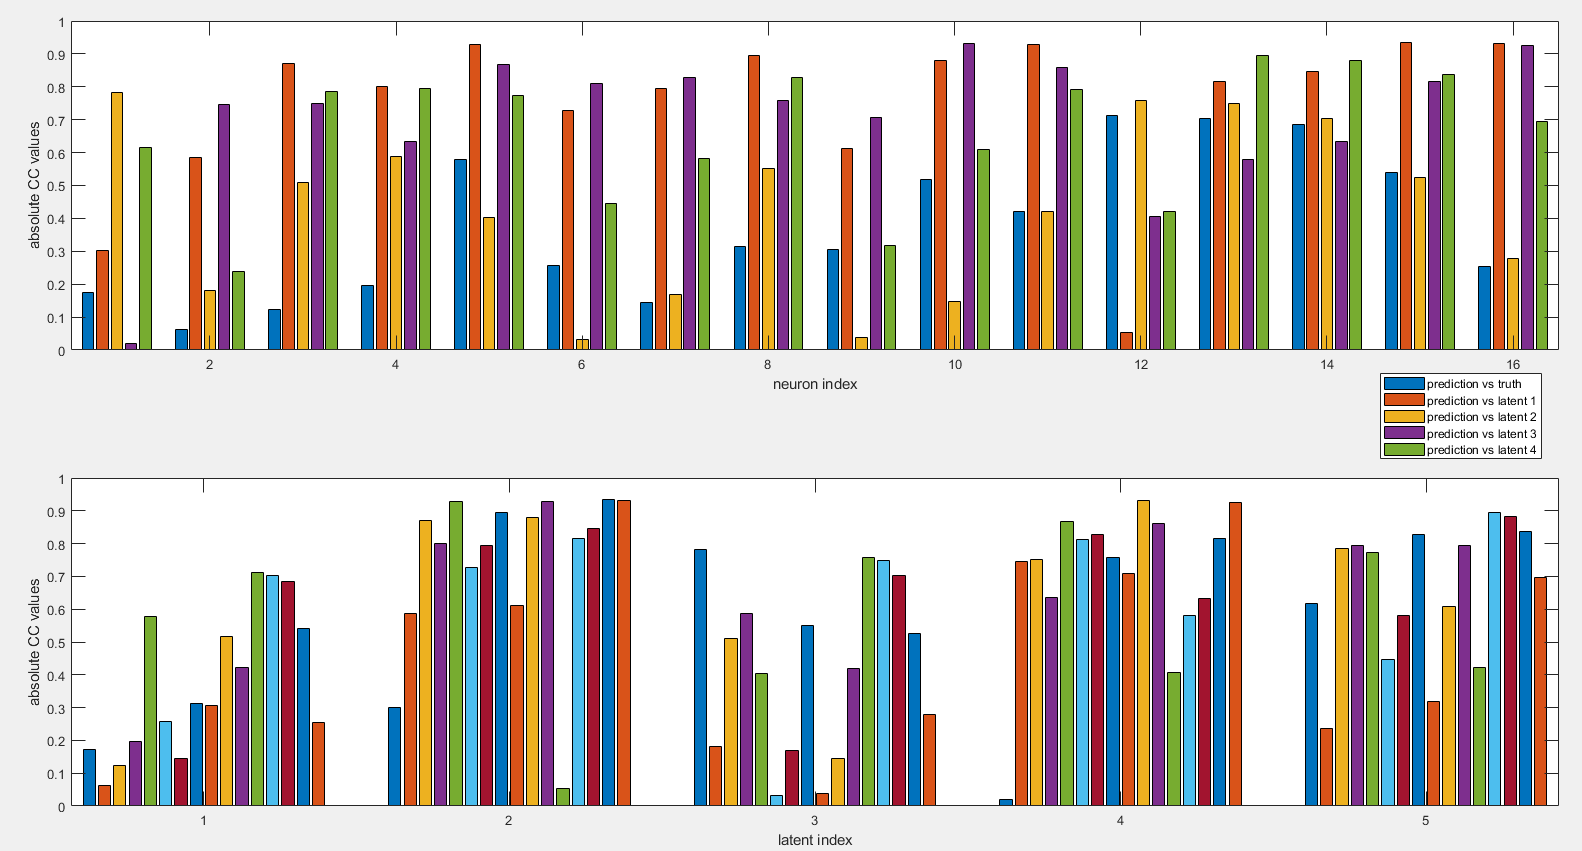 1
0.9
0.8
0.7
0.6
0.5
0.4
0.3
0.2
0.1
0
absolute CC values
2 4 6 8 10 12 14 16
neuron index
prediction vs truth
prediction vs latent 1
prediction vs latent 2
prediction vs latent 3
prediction vs latent 4
1
0.9
0.8
0.7
0.6
0.5
0.4
0.3
0.2
0.1
0
absolute CC values
1 2 3 4 5
latent index